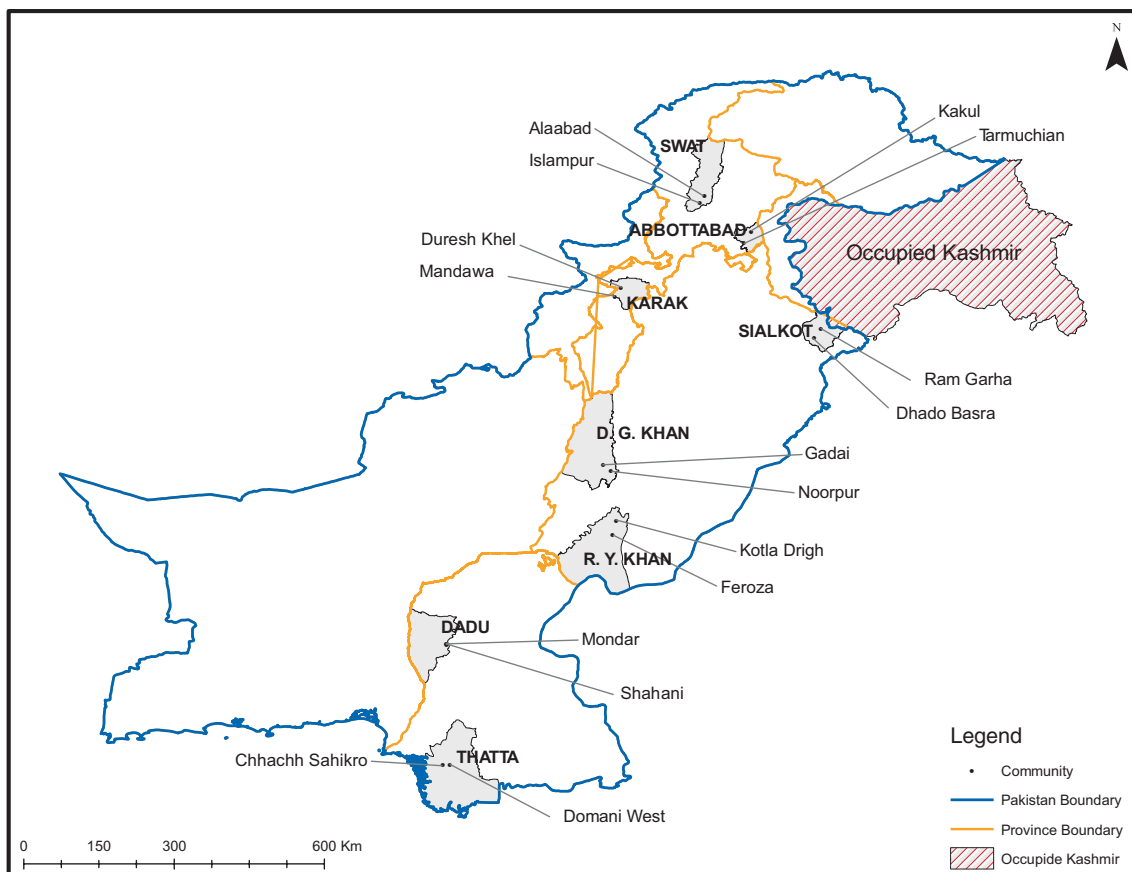 N
Kakul
Alaabad
Tarmuchian
SWAT
Islampur
ABBOTTABAD
Duresh Khel
Occupied Kashmir
Mandawa
KARAK
SIALKOT
Ram Garha
Dhado Basra
D. G. KHAN
Gadai
Noorpur
Kotla Drigh
R. Y. KHAN
Feroza
DADU
Mondar
Shahani
Chhachh Sahikro
THATTA
Domani West
Legend
Community
Pakistan Boundary
Province Boundary
Occupide Kashmir
0 150 300 600 Km